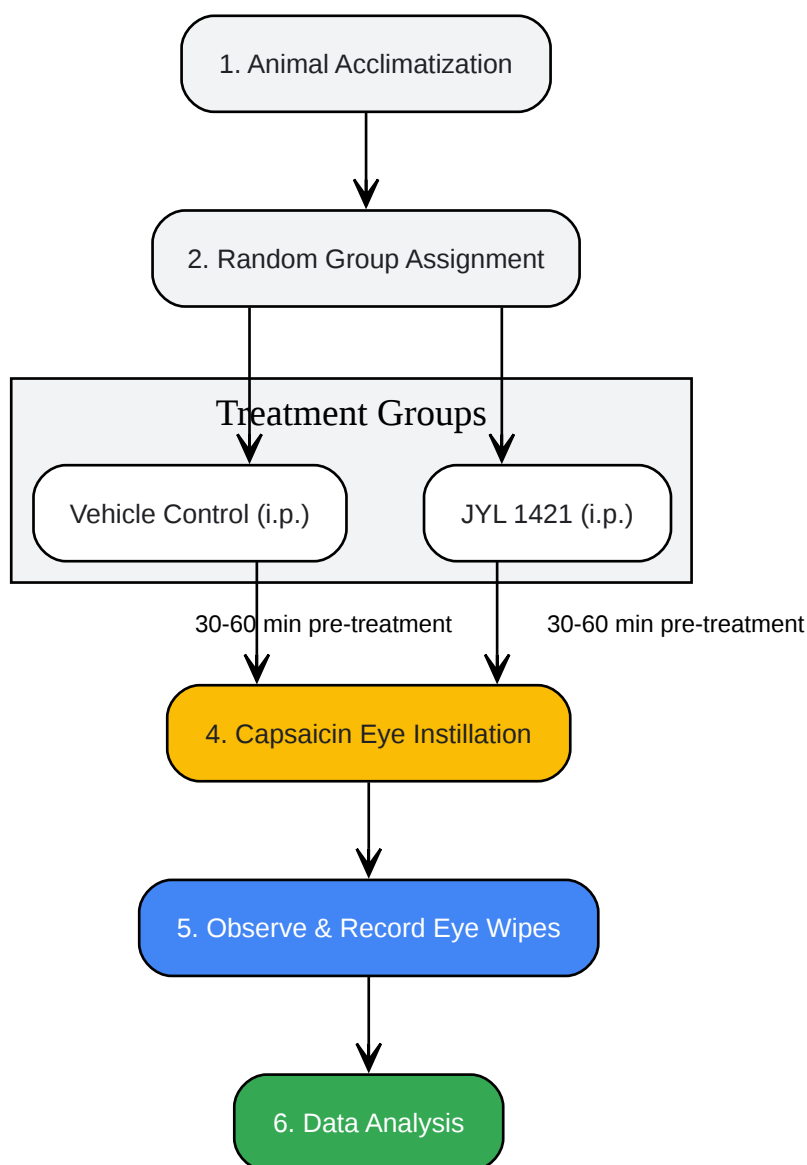 1. Animal Acclimatization
2. Random Group Assignment
Treatment Groups
Vehicle Control (i.p.)
JYL 1421 (i.p.)
30-60 min pre-treatment
30-60 min pre-treatment
4. Capsaicin Eye Instillation
5. Observe & Record Eye Wipes
6. Data Analysis